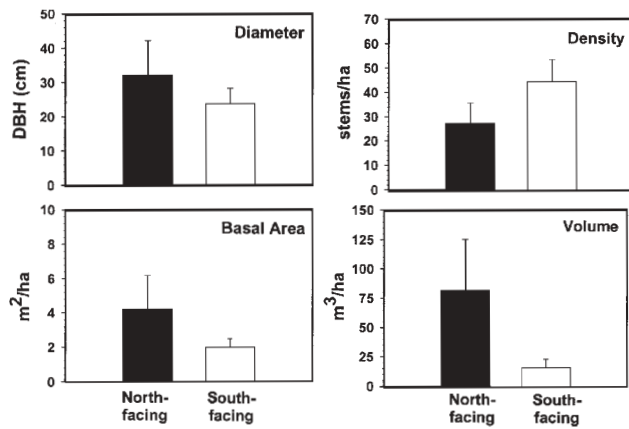 Diameter
DBH (cm)
50
40
30
20
10
0
Density
stems/ha
70
60
50
40
30
20
10
0
Basal Area
m2/ha
10
8
6
4
2
0
North-
facing
South-
facing
Volume
m3/ha
150
125
100
75
50
25
0
North-
facing
South-
facing